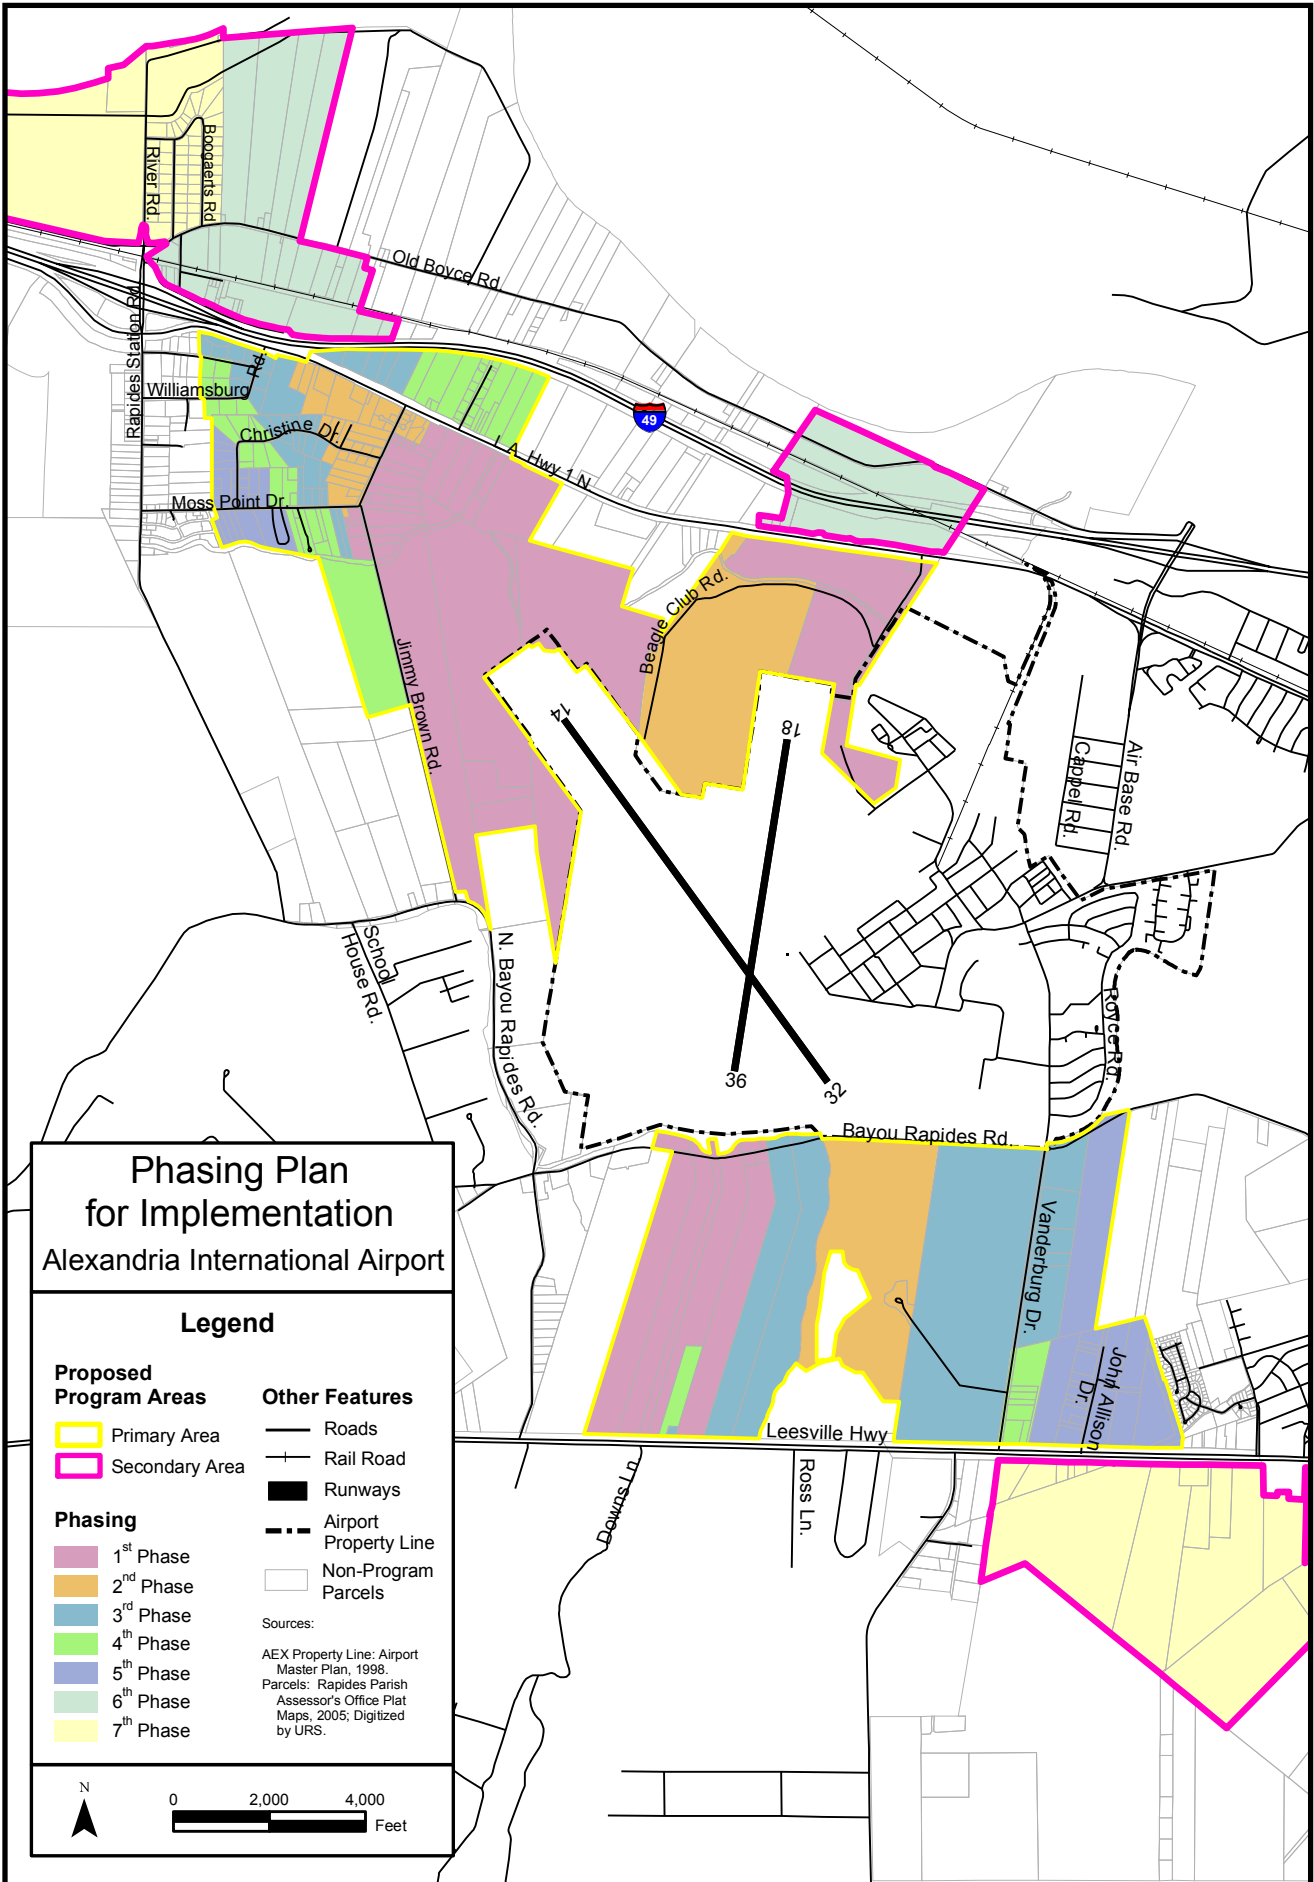 Boogaerts Rd
River Rd.
Old Boyce Rd.
Rapides Station Rd.
Williamsburg
Rd.
Christine Dr.
49
L A Hwy 1 N
Moss Point Dr.
Beagle Club Rd.
Jimmy Brown Rd.
14
18
Cappel Rd.
Air Base Rd.
School
House Rd.
N. Bayou Rapides Rd.
Royce Rd.
36
32
Bayou Rapides Rd.
Vanderburg Dr.
John Allison
Dr.
Leesville Hwy
Downs Ln.
Ross Ln.
Phasing Plan
for Implementation
Alexandria International Airport
Legend
Proposed
Program Areas
Primary Area
Secondary Area
Phasing
1st Phase
2nd Phase
3rd Phase
4th Phase
5th Phase
6th Phase
7th Phase
Other Features
Roads
Rail Road
Runways
Airport
Property Line
Non-Program
Parcels
Sources:
AEX Property Line: Airport
Master Plan, 1998.
Parcels: Rapides Parish
Assessor's Office Plat
Maps, 2005; Digitized
by URS.
N
0 2,000 4,000
Feet